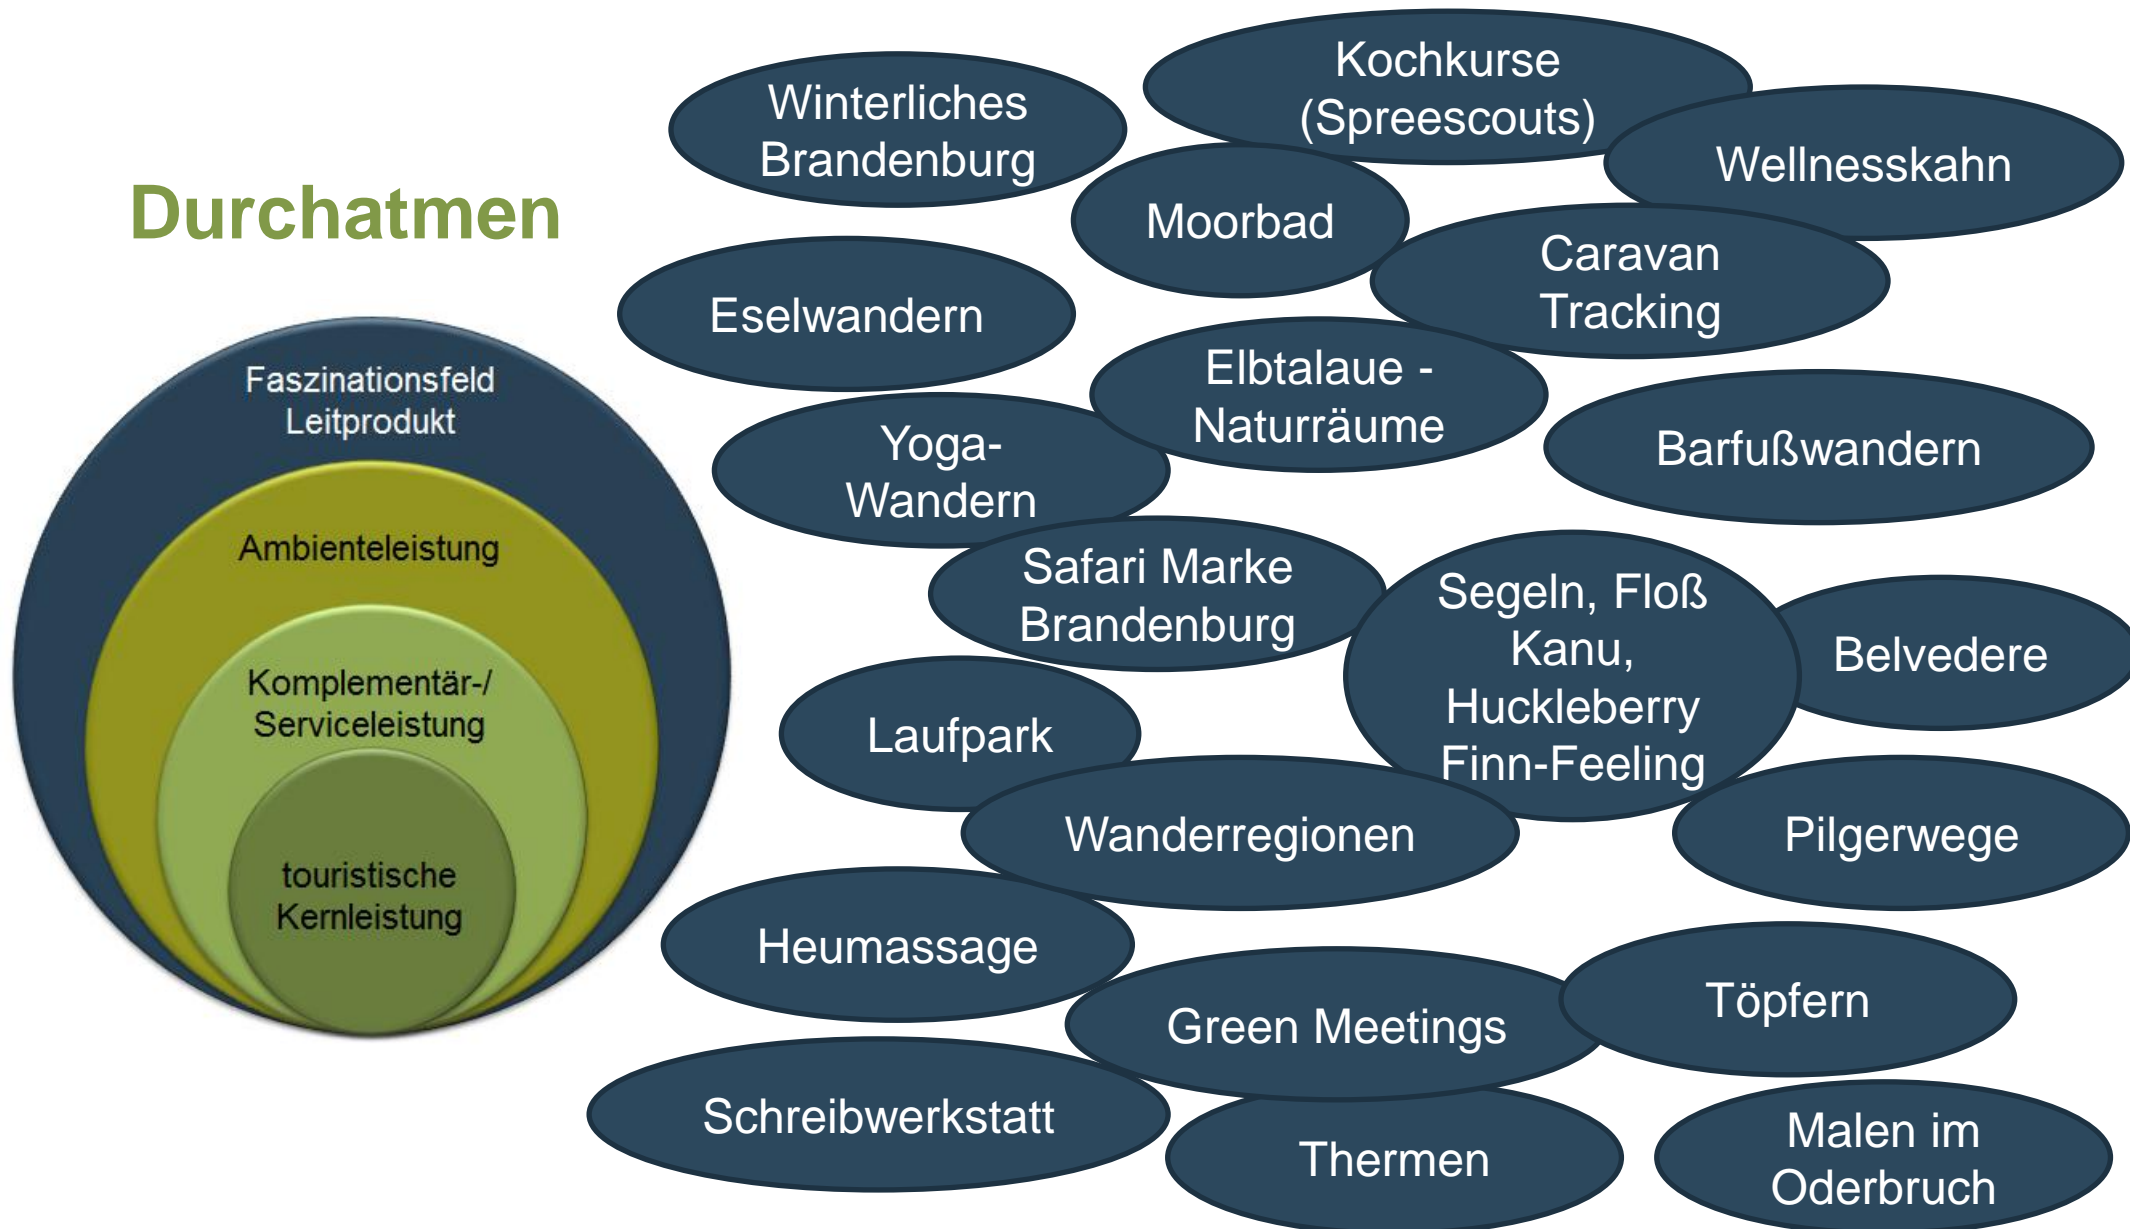 Durchatmen
Faszinationsfeld
Leitprodukt
Ambienteleistung
Komplementär-/
Serviceleistung
touristische
Kernleistung
Winterliches
Brandenburg
Kochkurse
(Spreescouts)
Wellnesskahn
Moorbad
Caravan
Tracking
Eselwandern
Elbtalaue -
Naturräume
Yoga-
Wandern
Barfußwandern
Safari Marke
Brandenburg
Segeln, Floß
Kanu,
Huckleberry
Finn-Feeling
Belvedere
Laufpark
Wanderregionen
Pilgerwege
Heumassage
Green Meetings
Töpfern
Schreibwerkstatt
Thermen
Malen im
Oderbruch